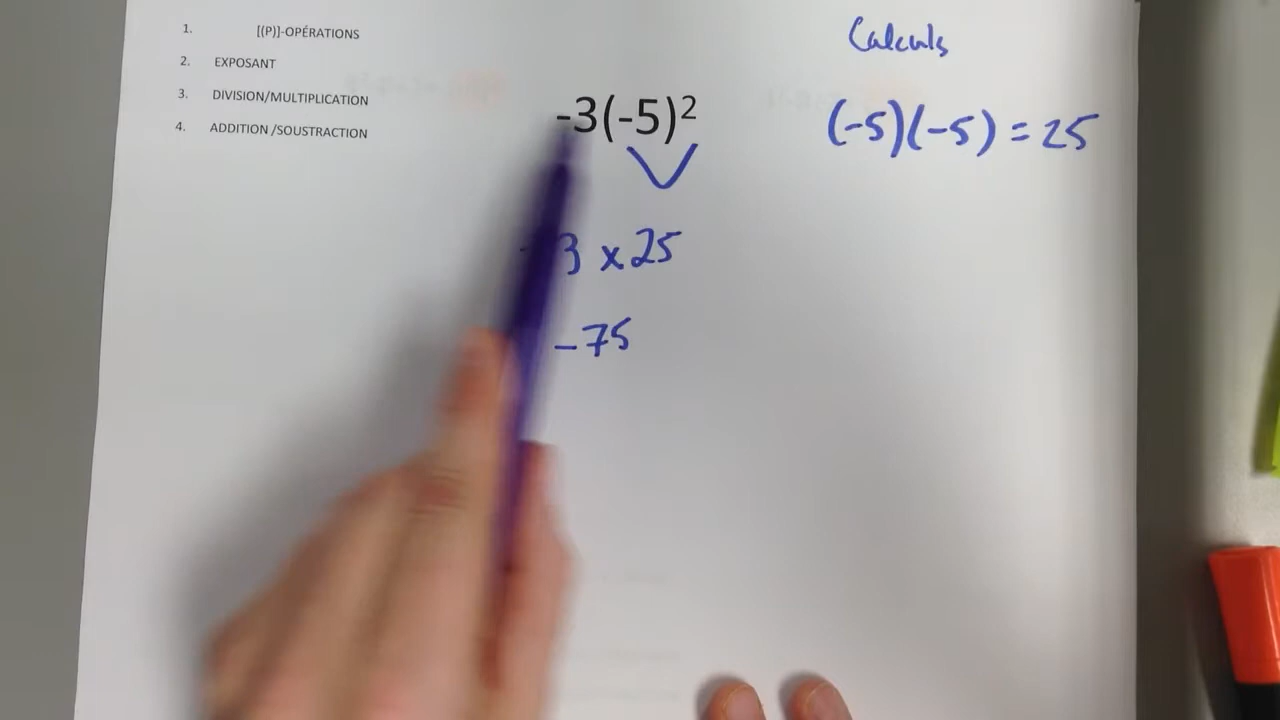 1. [(P)]-OPÉRATIONS
2. EXPOSANT
3. DIVISION/MULTIPLICATION
4. ADDITION /SOUSTRACTION
Calculs
-3(-5)²
(-5)(-5) = 25
3 x 25
-75